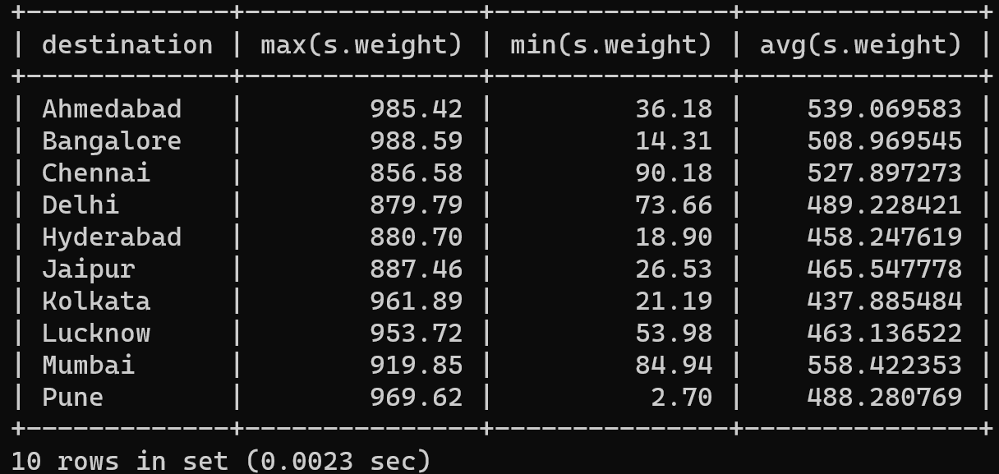 +-------------+---------------+---------------+---------------+
| destination | max(s.weight) | min(s.weight) | avg(s.weight) |
+-------------+---------------+---------------+---------------+
| Ahmedabad   |        985.42 |         36.18 |    539.069583 |
| Bangalore   |        988.59 |         14.31 |    508.969545 |
| Chennai     |        856.58 |         90.18 |    527.897273 |
| Delhi       |        879.79 |         73.66 |    489.228421 |
| Hyderabad   |        880.70 |         18.90 |    458.247619 |
| Jaipur      |        887.46 |         26.53 |    465.547778 |
| Kolkata     |        961.89 |         21.19 |    437.885484 |
| Lucknow     |        953.72 |         53.98 |    463.136522 |
| Mumbai      |        919.85 |         84.94 |    558.422353 |
| Pune        |        969.62 |          2.70 |    488.280769 |
+-------------+---------------+---------------+---------------+
10 rows in set (0.0023 sec)